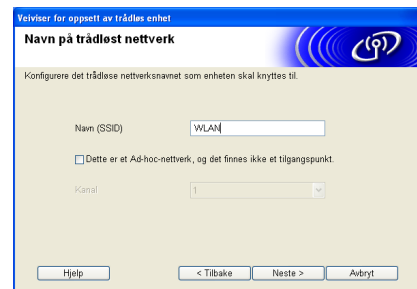 Veiviser for oppsett av trådløs enhet
Navn på trådløst nettverk
Konfigurere det trådløse nettverksnavnet som enheten skal knyttes til.
Navn (SSID) WLAN
Dette er et Ad-hoc-nettverk, og det finnes ikke et tilgangspunkt.
Kanal 1
Hjelp < Tilbake Neste > Avbryt